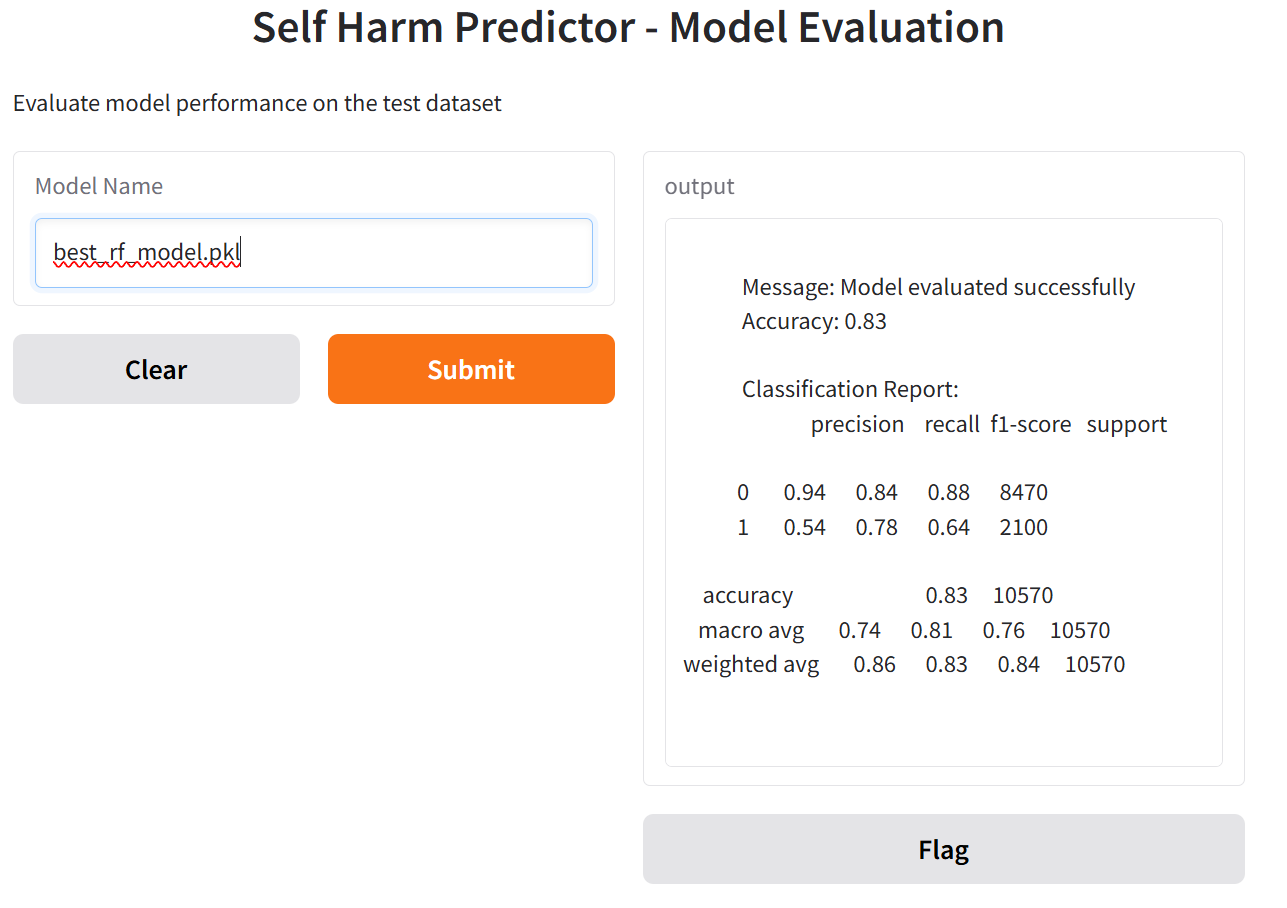 Self Harm Predictor - Model Evaluation
Evaluate model performance on the test dataset
Model Name
best_rf_model.pkl
Clear
Submit
output
Message: Model evaluated successfully
Accuracy: 0.83
Classification Report:
precision recall f1-score support
0 0.94 0.84 0.88 8470
1 0.54 0.78 0.64 2100
accuracy 0.83 10570
macro avg 0.74 0.81 0.76 10570
weighted avg 0.86 0.83 0.84 10570
Flag